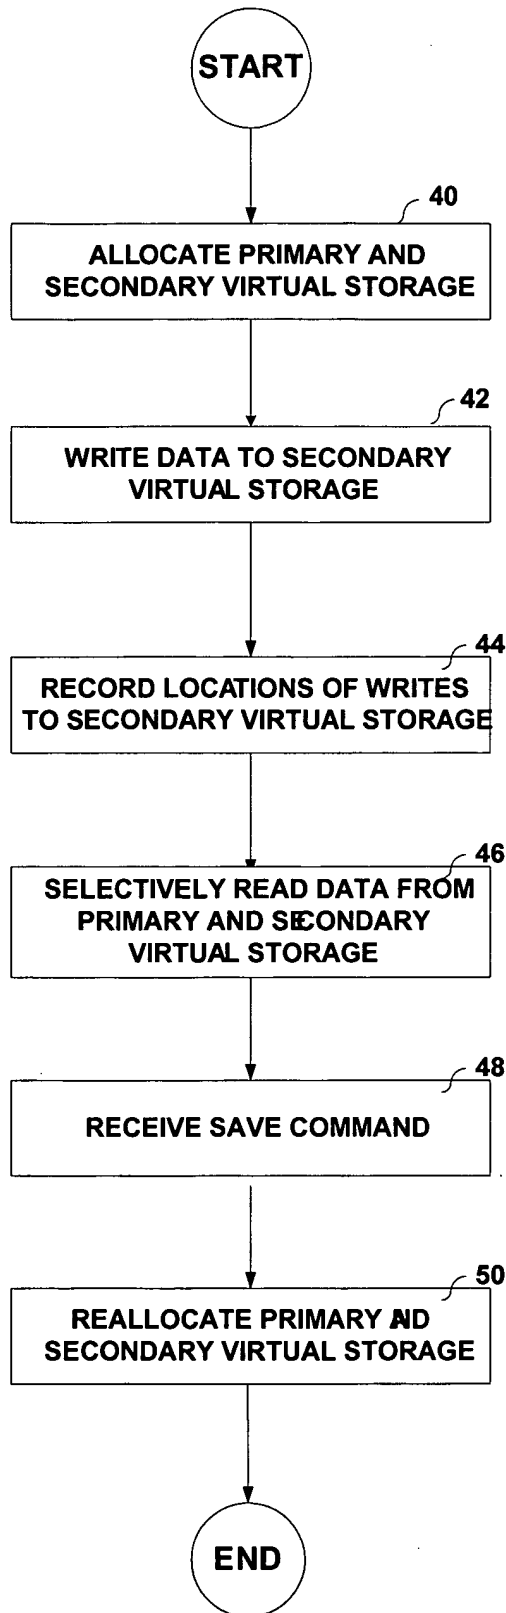 START
40
ALLOCATE PRIMARY AND
SECONDARY VIRTUAL STORAGE
42
WRITE DATA TO SECONDARY
VIRTUAL STORAGE
44
RECORD LOCATIONS OF WRITES
TO SECONDARY VIRTUAL STORAGE
46
SELECTIVELY READ DATA FROM
PRIMARY AND SECONDARY
VIRTUAL STORAGE
48
RECEIVE SAVE COMMAND
50
REALLOCATE PRIMARY AND
SECONDARY VIRTUAL STORAGE
END